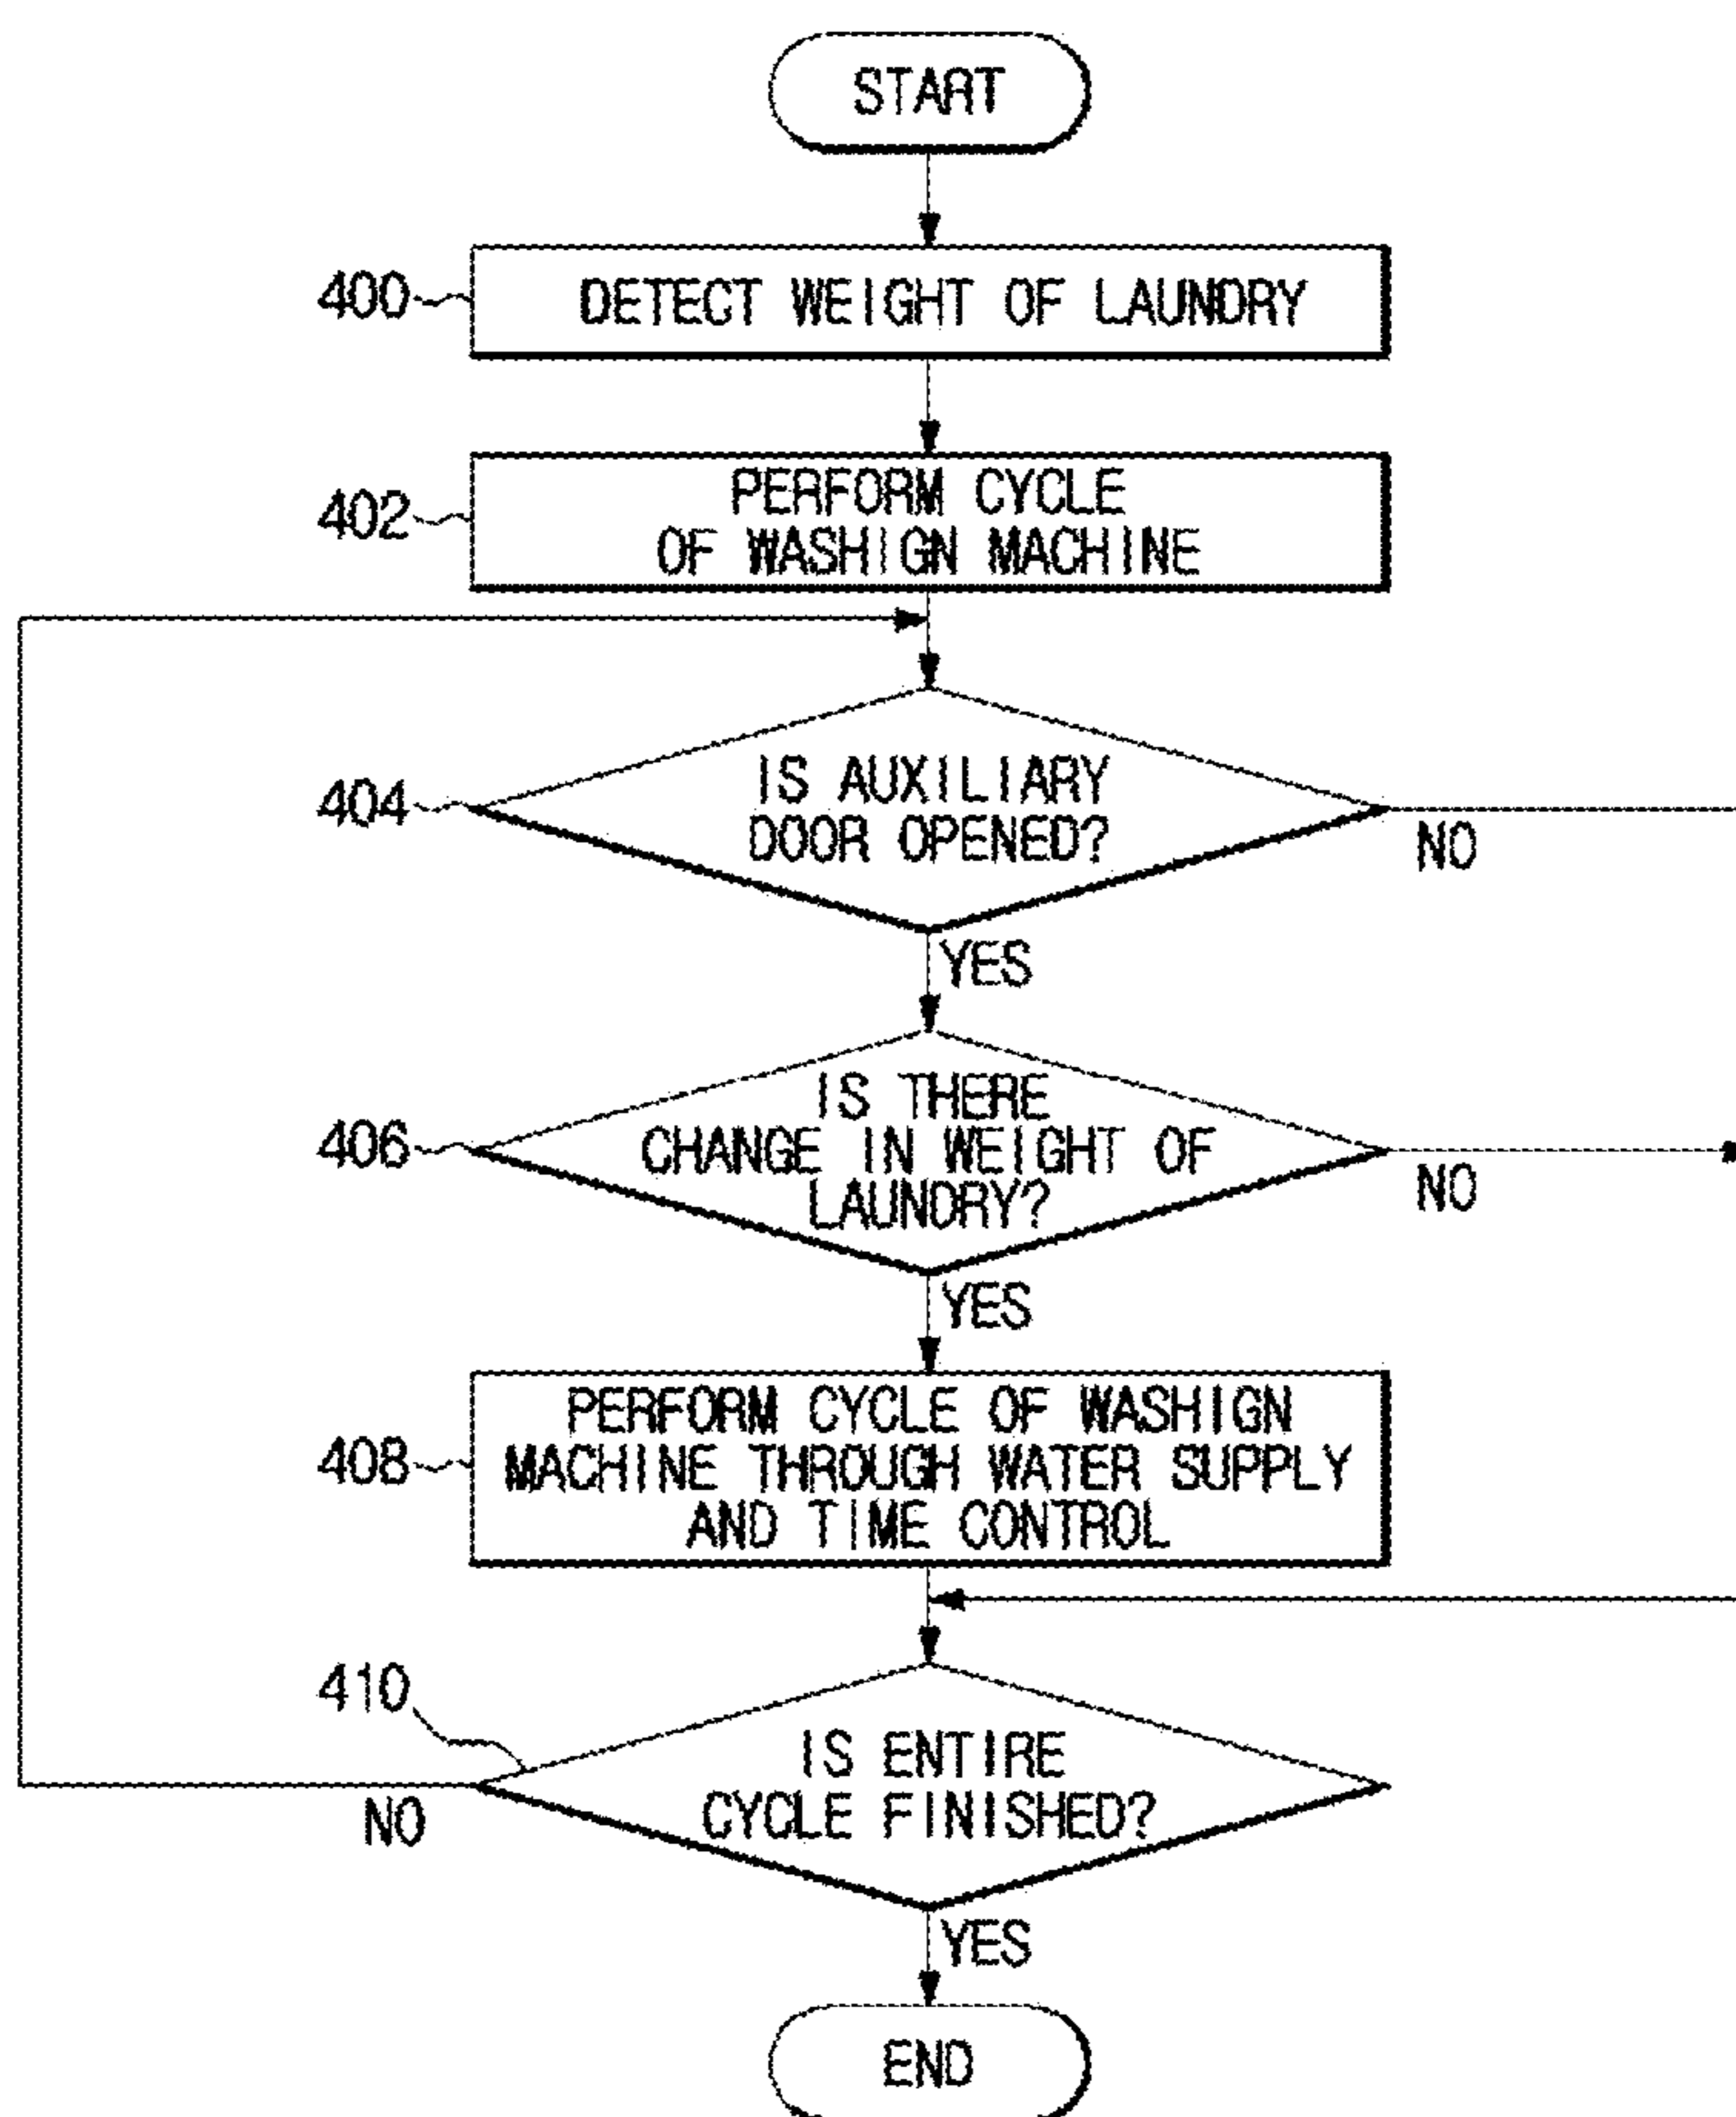 START
400
DETECT WEIGHT OF LAUNDRY
402
PERFORM CYCLE
OF WASHIGN MACHINE
404
IS AUXILIARY
DOOR OPENED?
NO
YES
406
IS THERE
CHANGE IN WEIGHT OF
LAUNDRY?
NO
YES
408
PERFORM CYCLE OF WASHIGN
MACHINE THROUGH WATER SUPPLY
AND TIME CONTROL
410
IS ENTIRE
CYCLE FINISHED?
NO
YES
END